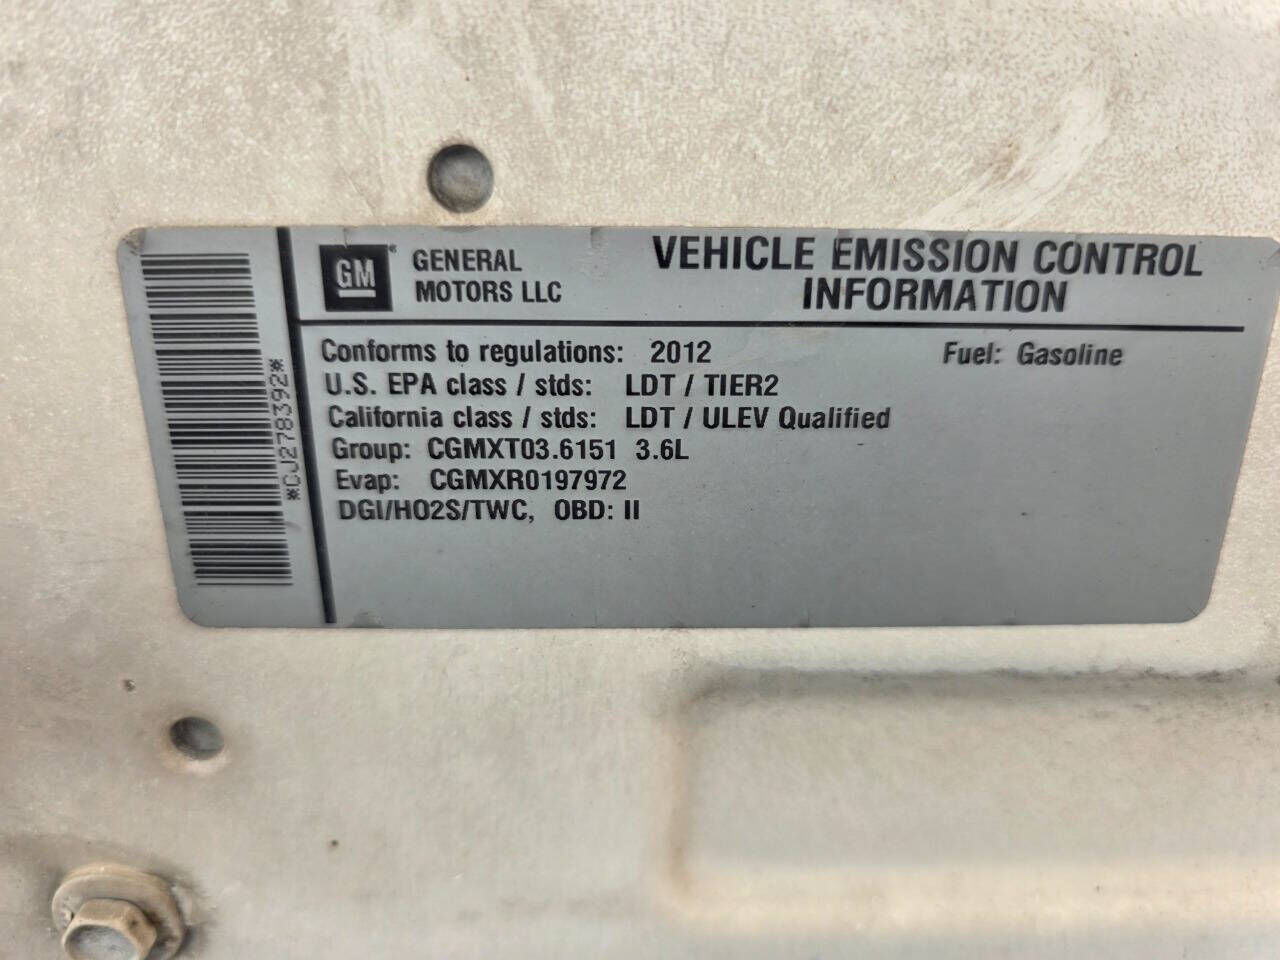 *CJ278392*
GM® GENERAL MOTORS LLC
VEHICLE EMISSION CONTROL
INFORMATION
Conforms to regulations: 2012 Fuel: Gasoline
U.S. EPA class / stds: LDT / TIER2
California class / stds: LDT / ULEV Qualified
Group: CGMXT03.6151 3.6L
Evap: CGMXR0197972
DGI/HO2S/TWC, OBD: II